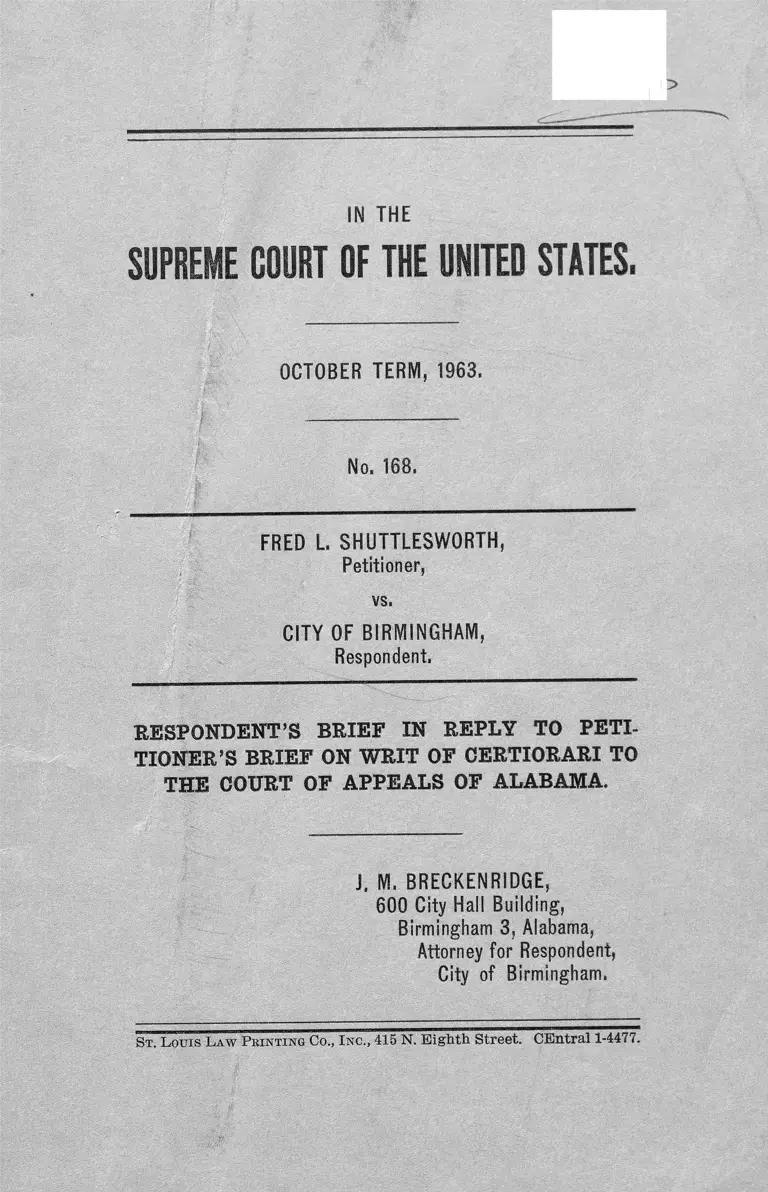 IN THE
SUPREME COURT OF THE UNITED STATES.
OCTOBER TERM, 1963.
No. 168.
FRED L. SHUTTLESWORTH,
Petitioner,
vs.
CITY OF BIRMINGHAM,
Respondent.
RESPONDENT'S BRIEF IN REPLY TO PETI-
TIONER'S BRIEF ON WRIT OF CERTIORARI TO
THE COURT OF APPEALS OF ALABAMA.
J. M. BRECKENRIDGE,
600 City Hall Building,
Birmingham 3, Alabama,
Attorney for Respondent,
City of Birmingham.
ST. LOUIS LAW PRINTING CO., INC., 415 N. Eighth Street. CEntral 1-4477.